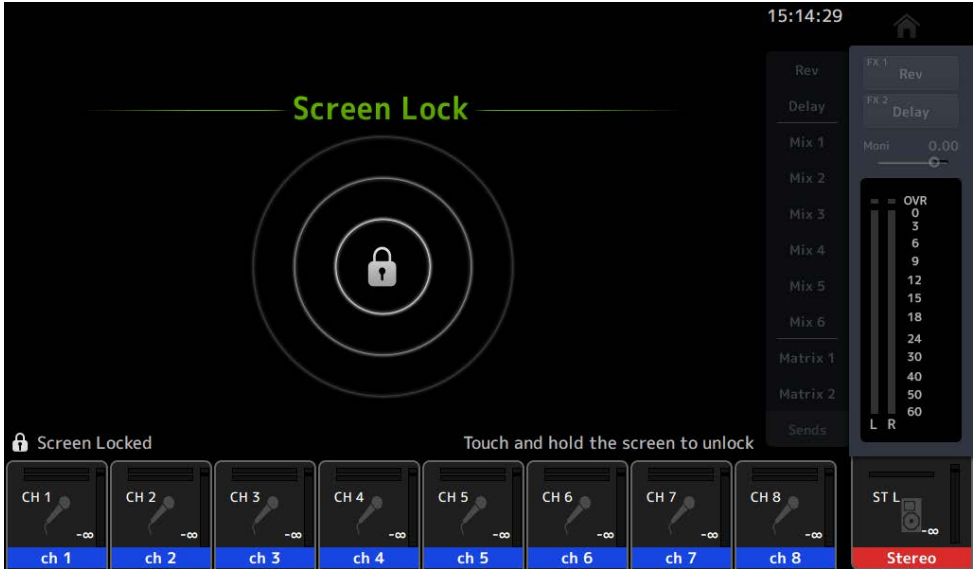 15:14:29
Screen Lock
Rev
Delay
Mix 1
Mix 2
Mix 3
Mix 4
Mix 5
Mix 6
Matrix 1
Matrix 2
Sends
FX 1
Rev
FX 2
Delay
Moni 0.00
OVR
0
3
6
9
12
15
18
24
30
40
50
60
L R
Screen Locked
Touch and hold the screen to unlock
CH 1
-∞
ch 1
CH 2
-∞
ch 2
CH 3
-∞
ch 3
CH 4
-∞
ch 4
CH 5
-∞
ch 5
CH 6
-∞
ch 6
CH 7
-∞
ch 7
CH 8
-∞
ch 8
ST L
-∞
Stereo